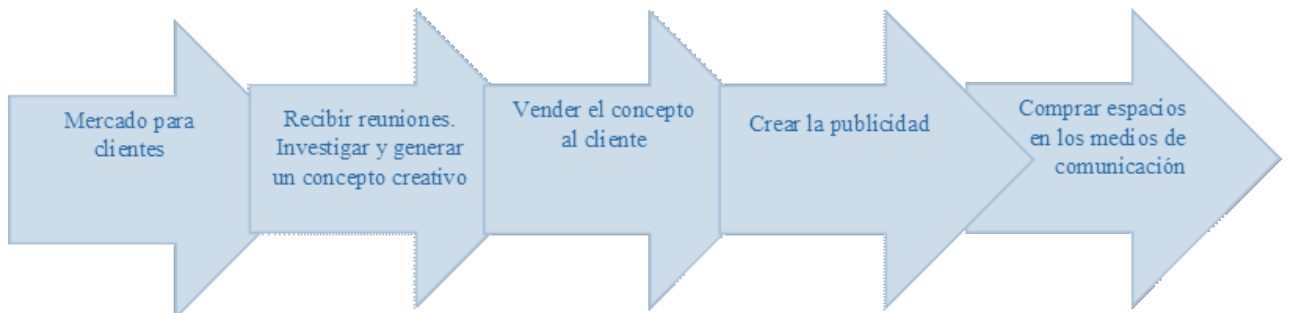 Mercado para
clientes
Recibir reuniones.
Investigar y generar
un concepto creativo
Vender el concepto
al cliente
Crear la publicidad
Comprar espacios
en los medios de
comunicación